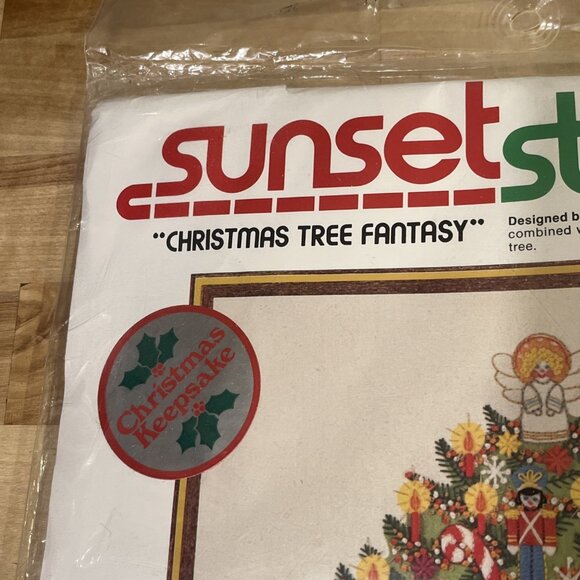 sunset st
"CHRISTMAS TREE FANTASY"
Designed b
combined v
tree.
Christmas
Keepsake